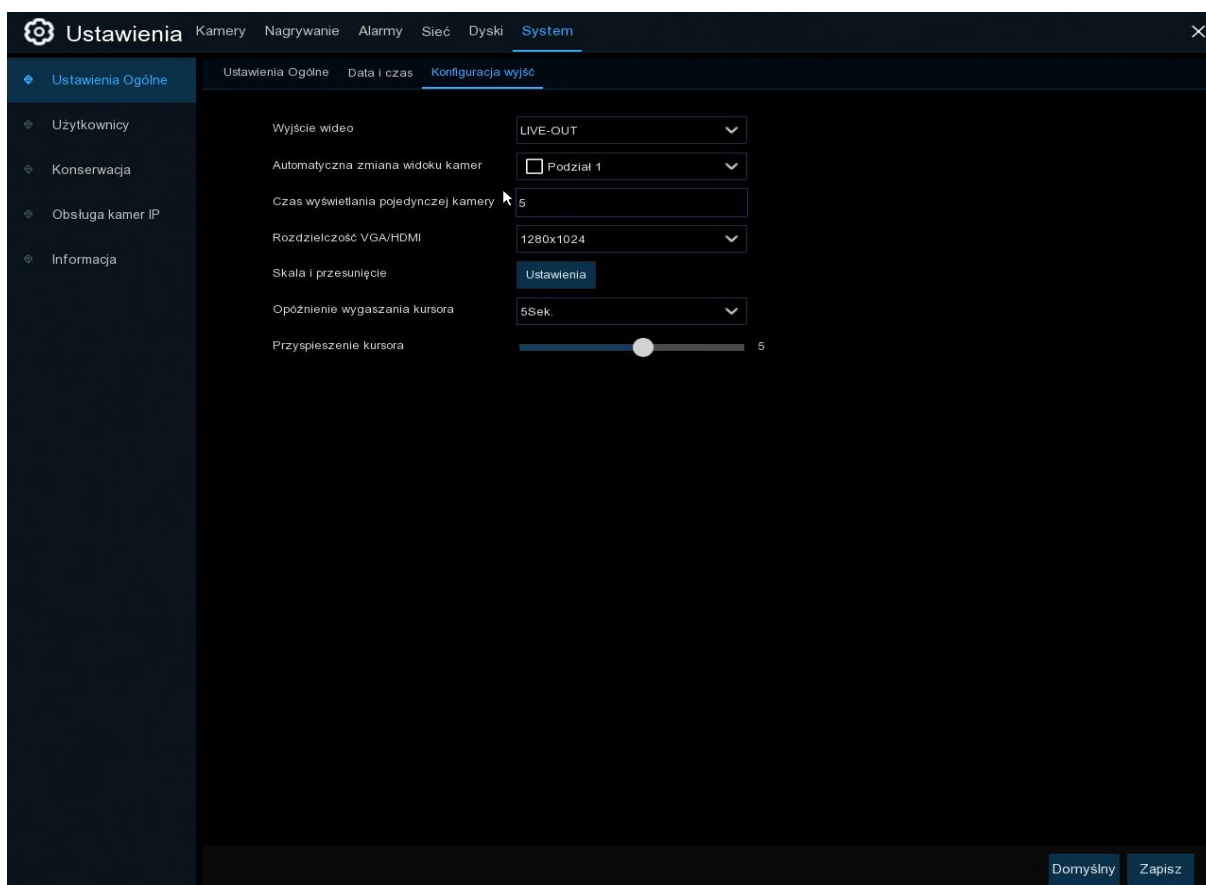 Ustawienia Kamery Nagrywanie Alarmy Sieć Dyski System
Ustawienia Ogólne
Użytkownicy
Konserwacja
Obsługa kamer IP
Informacja
Ustawienia Ogólne Data i czas Konfiguracja wyjść
Wyjście wideo LIVE-OUT
Automatyczna zmiana widoku kamer Podział 1
Czas wyświetlania pojedynczej kamery 5
Rozdzielczość VGA/HDMI 1280x1024
Skala i przesunięcie Ustawienia
Opóźnienie wygaszania kursora 5Sek.
Przyspieszenie kursora 5
Domyślny Zapisz